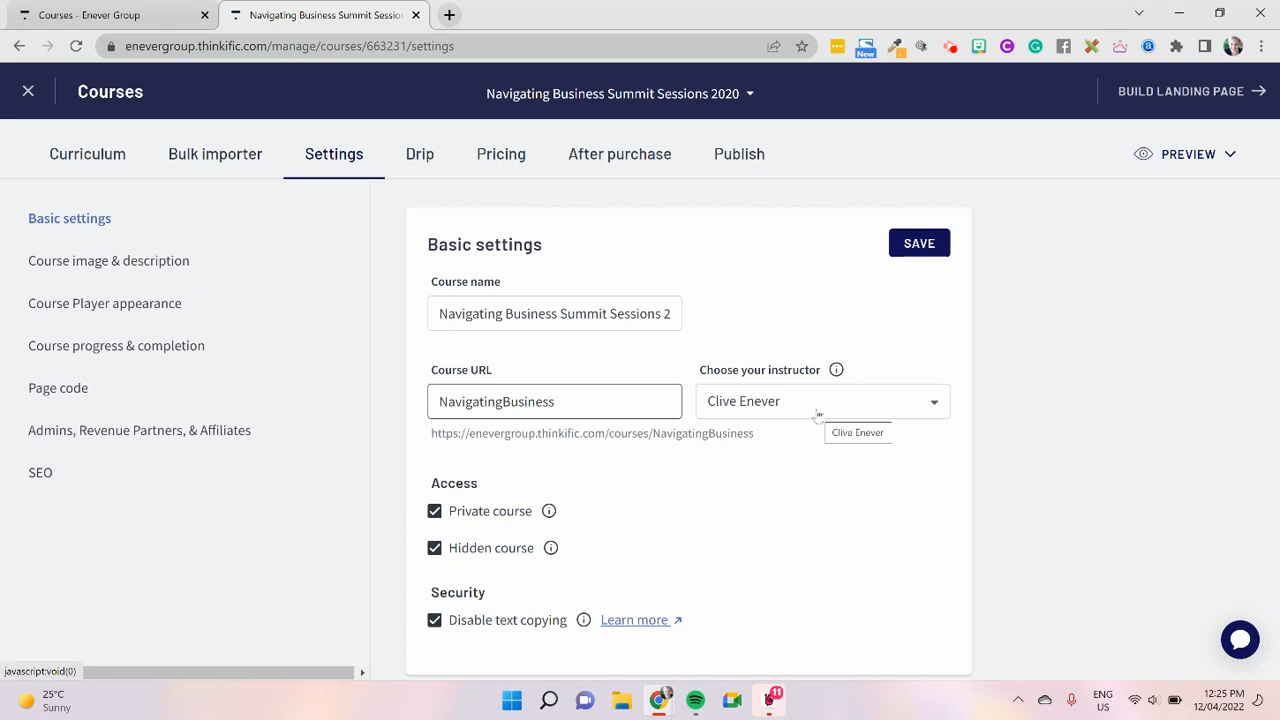 Courses - Enever Group
Navigating Business Summit Sessio
enevergroup.thinkific.com/manage/courses/663231/settings
New
Courses
Navigating Business Summit Sessions 2020
BUILD LANDING PAGE
Curriculum
Bulk importer
Settings
Drip
Pricing
After purchase
Publish
PREVIEW
Basic settings
Course image & description
Course Player appearance
Course progress & completion
Page code
Admins, Revenue Partners, & Affiliates
SEO
Basic settings
SAVE
Course name
Navigating Business Summit Sessions 2
Course URL
Choose your instructor
NavigatingBusiness
Clive Enever
https://enevergroup.thinkific.com/courses/NavigatingBusiness
Clive Enever
Access
Private course
Hidden course
Security
Disable text copying
Learn more
javascript:void(0)
25°C
Sunny
11
ENG
US
12:25 PM
12/04/2022